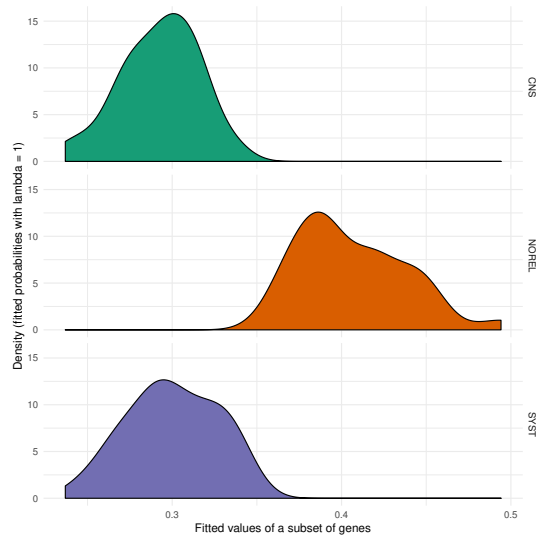 Density (fitted probabilities with lambda = 1)
15
10
5
0
CNS
15
10
5
0
NOREL
15
10
5
0
SYST
0.3 0.4 0.5
Fitted values of a subset of genes